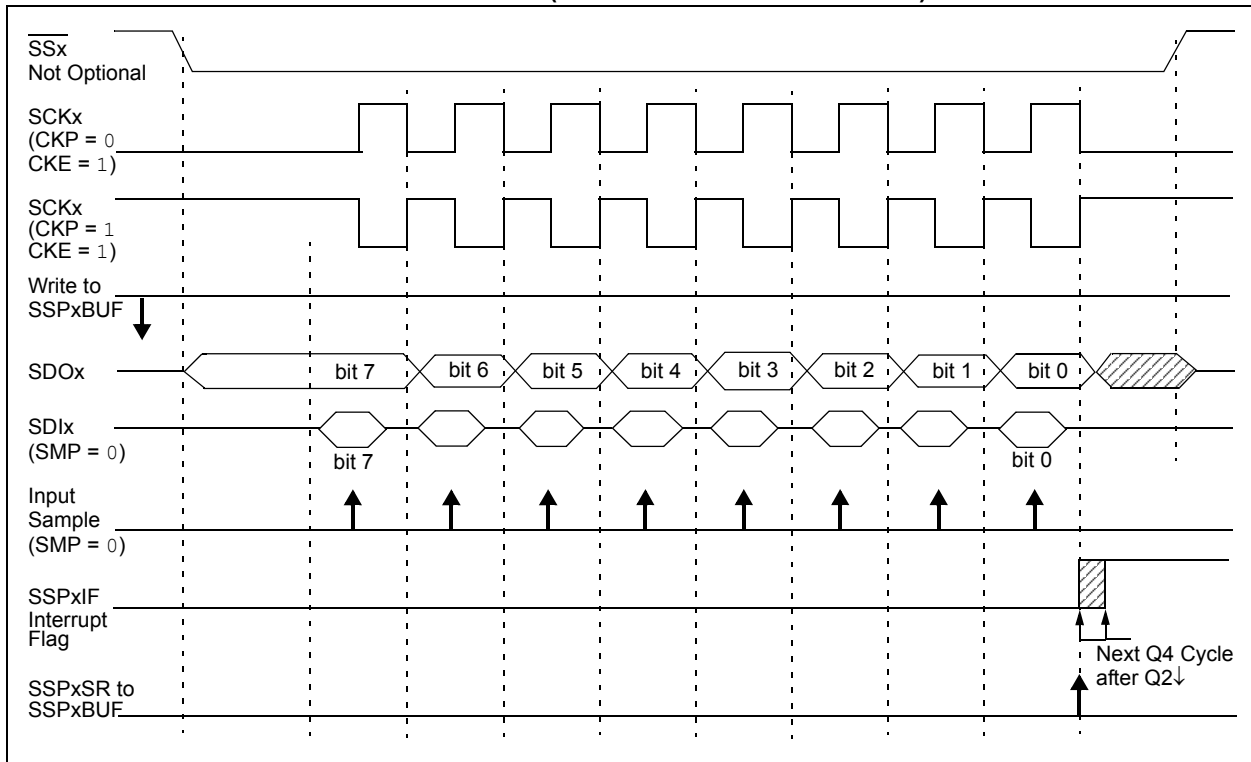 SSx
Not Optional
SCKx
(CKP = 0
CKE = 1)
SCKx
(CKP = 1
CKE = 1)
Write to
SSPxBUF
SDOx
bit 7
bit 6
bit 5
bit 4
bit 3
bit 2
bit 1
bit 0
SDIx
(SMP = 0)
bit 7
bit 0
Input
Sample
(SMP = 0)
SSPxIF
Interrupt
Flag
Next Q4 Cycle
after Q2↓
SSPxSR to
SSPxBUF